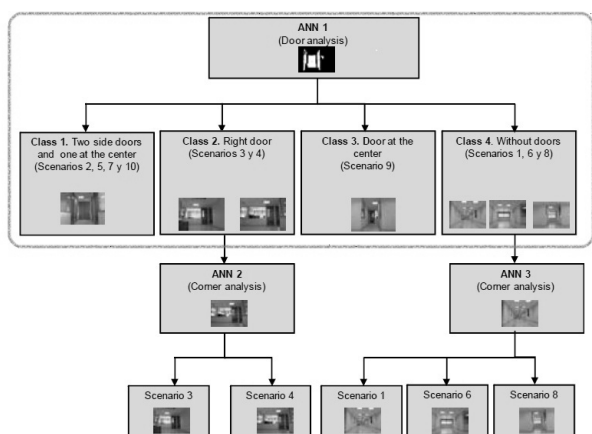 ANN 1
(Door analysis)
Class 1. Two side doors
and one at the center
(Scenarios 2, 5, 7 y 10)
Class 2. Right door
(Scenarios 3 y 4)
Class 3. Door at the
center
(Scenario 9)
Class 4. Without doors
(Scenarios 1, 6 y 8)
ANN 2
(Corner analysis)
ANN 3
(Corner analysis)
Scenario 3
Scenario 4
Scenario 1
Scenario 6
Scenario 8